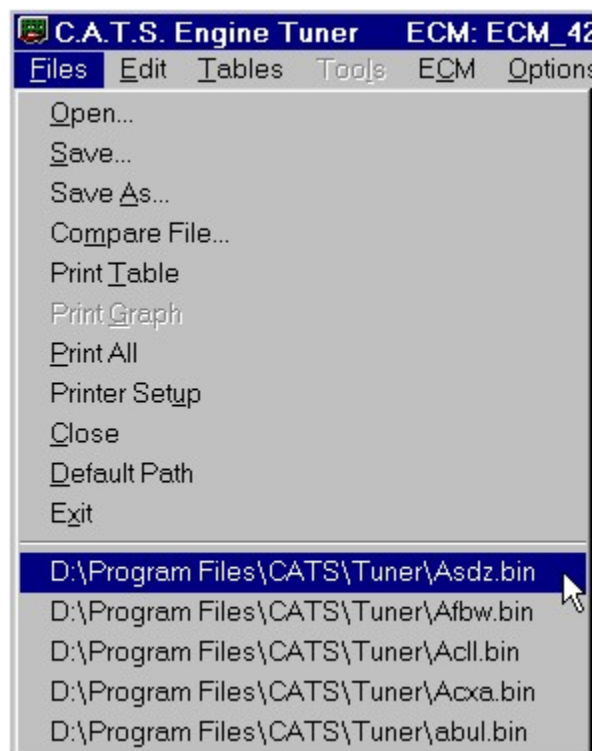 C.A.T.S. Engine Tuner ECM: ECM_42
Files Edit Tables Tools ECM Options
Open...
Save...
Save As...
Compare File...
Print Table
Print Graph
Print All
Printer Setup
Close
Default Path
Exit
D:\Program Files\CATS\Tuner\Asdz.bin
D:\Program Files\CATS\Tuner\Afbw.bin
D:\Program Files\CATS\Tuner\Acll.bin
D:\Program Files\CATS\Tuner\Acxa.bin
D:\Program Files\CATS\Tuner\abul.bin